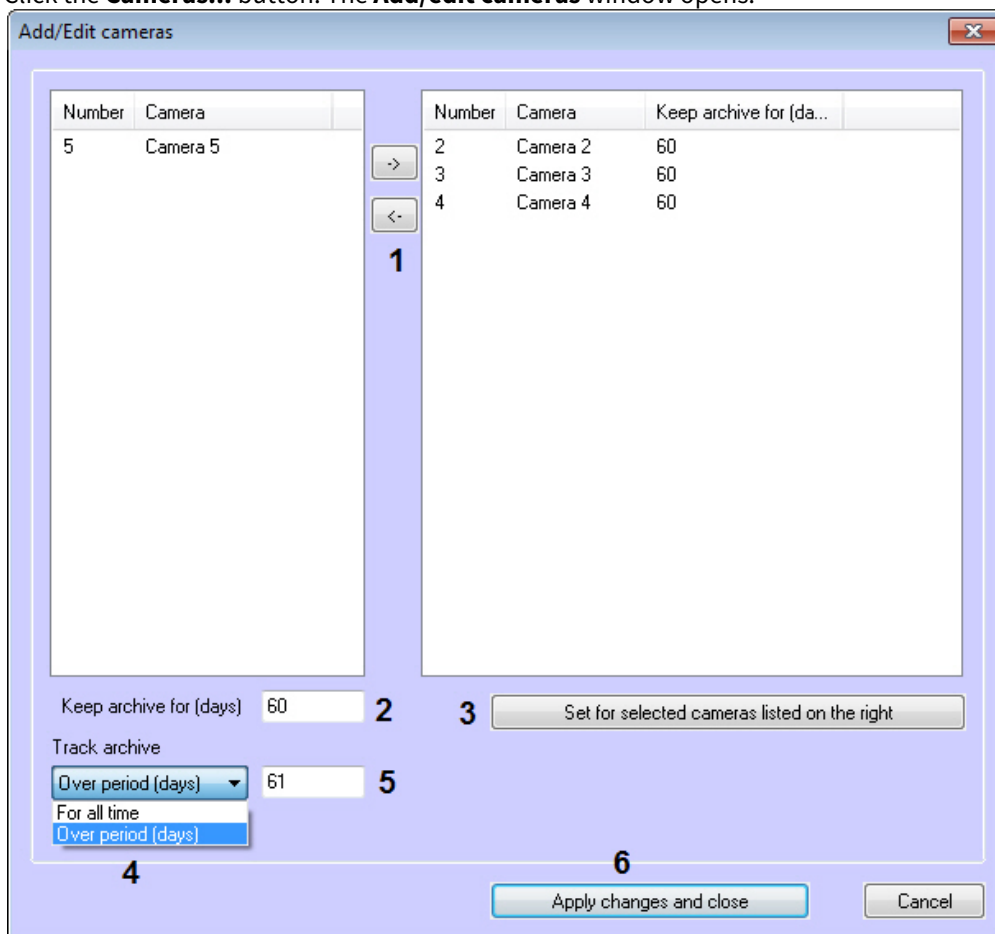 Click the Cameras... button. The Add/edit cameras window opens.
Add/Edit cameras
Number Camera
5 Camera 5
->
<-
1
Number Camera Keep archive for (da...
2 Camera 2 60
3 Camera 3 60
4 Camera 4 60
Keep archive for (days) 60 2
3 Set for selected cameras listed on the right
Track archive
Over period (days) 61 5
For all time
Over period (days)
4
6
Apply changes and close Cancel